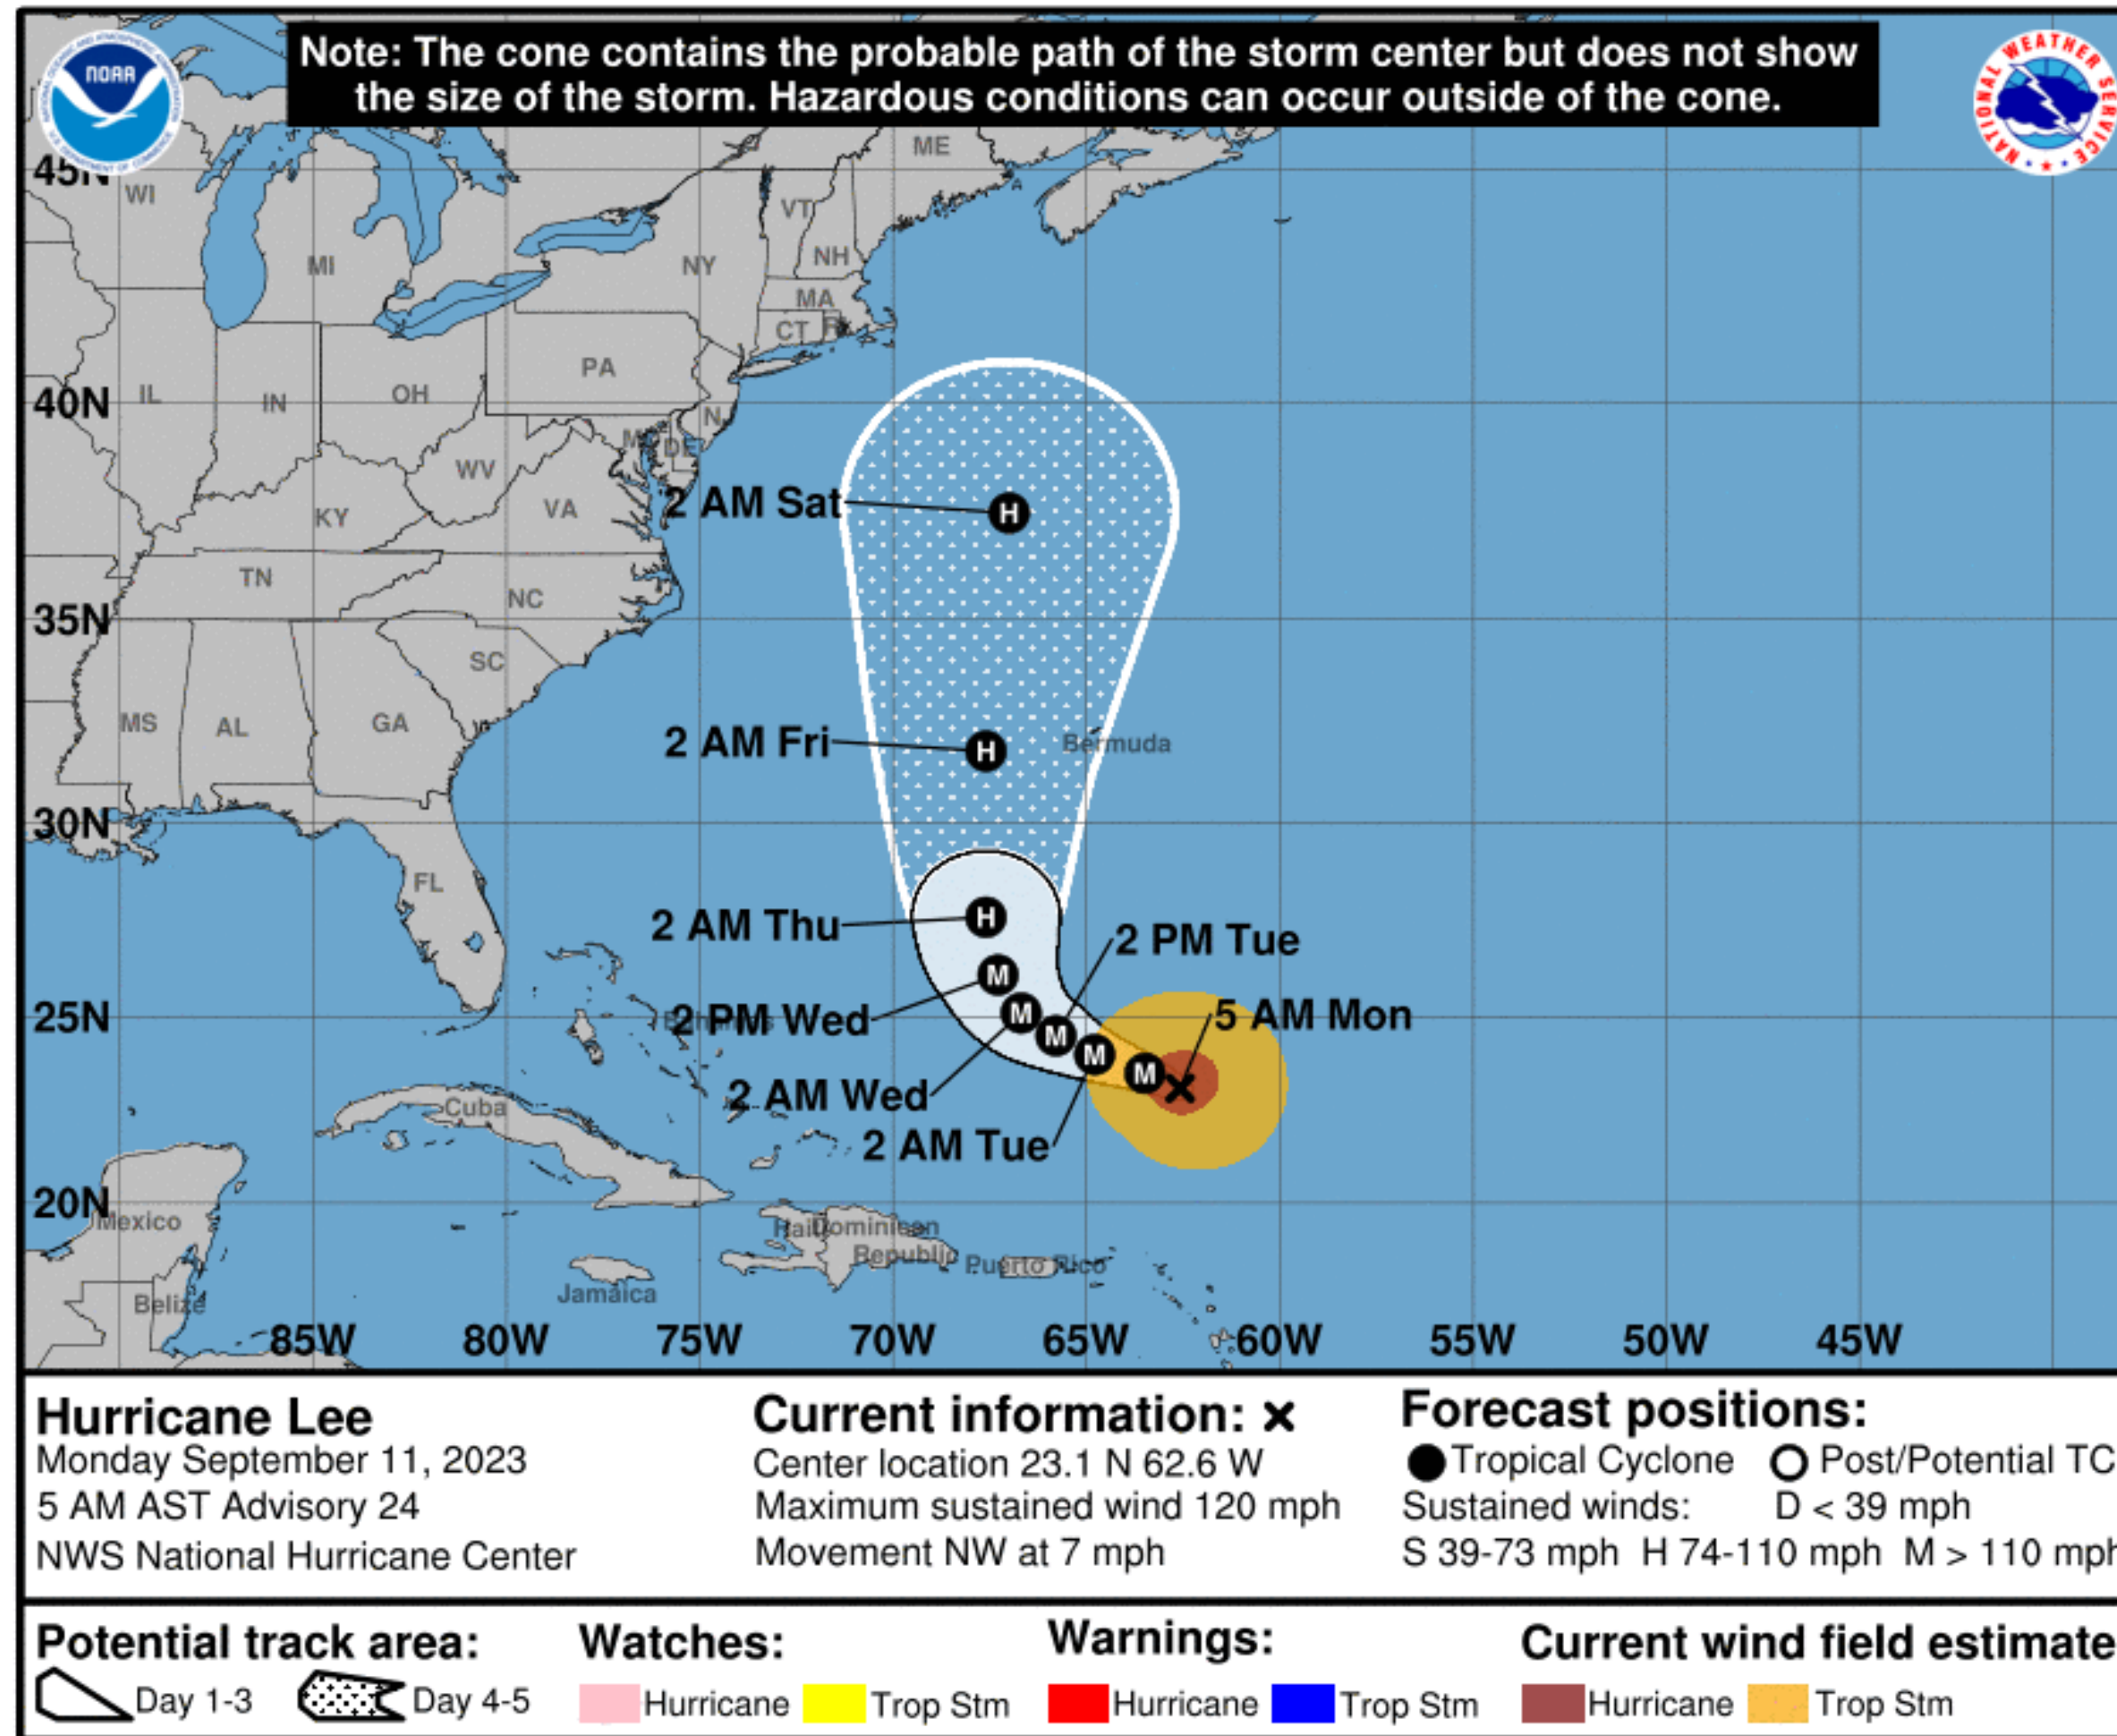 Note: The cone contains the probable path of the storm center but does not show
the size of the storm. Hazardous conditions can occur outside of the cone.
NOAA
NATIONAL WEATHER SERVICE
45N
40N
35N
30N
25N
20N
WI
MI
IL
IN
OH
PA
NY
VT
NH
ME
MA
CT
DE
WV
VA
KY
TN
NC
SC
MS
AL
GA
FL
Bermuda
Cuba
Mexico
Belize
Jamaica
Dominican
Republic
Puerto Rico
2 AM Sat
H
2 AM Fri
H
2 AM Thu
H
2 PM Tue
M
2 PM Wed
M
5 AM Mon
M
2 AM Wed
M
2 AM Tue
M
85W 80W 75W 70W 65W 60W 55W 50W 45W
Hurricane Lee
Monday September 11, 2023
5 AM AST Advisory 24
NWS National Hurricane Center
Current information: x
Center location 23.1 N 62.6 W
Maximum sustained wind 120 mph
Movement NW at 7 mph
Forecast positions:
Tropical Cyclone Post/Potential TC
Sustained winds: D < 39 mph
S 39-73 mph H 74-110 mph M > 110 mph
Potential track area:
Day 1-3 Day 4-5
Watches:
Hurricane Trop Stm
Warnings:
Hurricane Trop Stm
Current wind field estimate
Hurricane Trop Stm